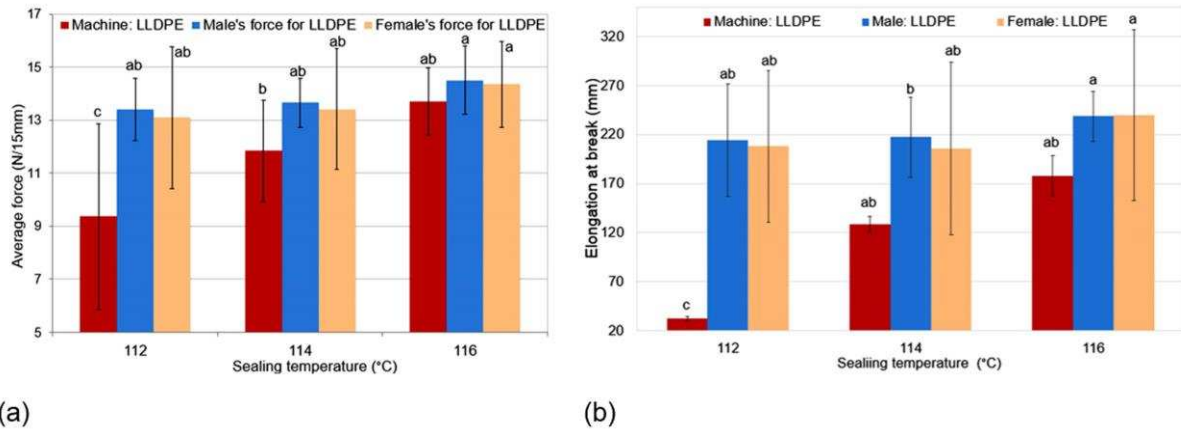 17
15
13
11
9
7
5
Average force (N/15mm)
Machine: LLDPE Male's force for LLDPE Female's force for LLDPE
c ab ab
b ab ab
ab a a
112 114 116
Sealing temperature (°C)
(a)
Machine: LLDPE Male: LLDPE Female: LLDPE
320
270
220
170
120
70
20
Elongation at break (mm)
c ab ab
ab b ab
ab a a
112 114 116
Sealiing temperature (°C)
(b)